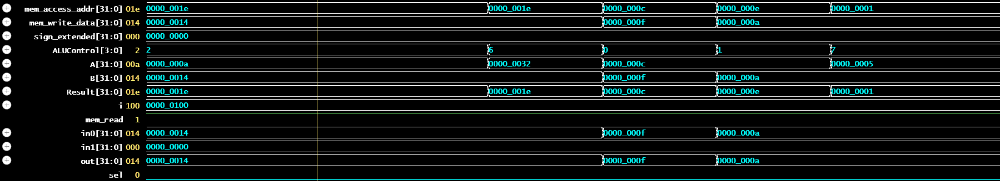 mem_access_addr[31:0] 01e 0000_001e 0000_001e 0000_000c 0000_000e 0000_0001
mem_write_data[31:0] 014 0000_0014 0000_000f 0000_000a
sign_extended[31:0] 000 0000_0000
ALUControl[3:0] 2 2 6 0 1 7
A[31:0] 00a 0000_000a 0000_0032 0000_000c 0000_0005
B[31:0] 014 0000_0014 0000_000f 0000_000a
Result[31:0] 01e 0000_001e 0000_001e 0000_000c 0000_000e 0000_0001
i 100 0000_0100
mem_read 1
in0[31:0] 014 0000_0014 0000_000f 0000_000a
in1[31:0] 000 0000_0000
out[31:0] 014 0000_0014 0000_000f 0000_000a
sel 0